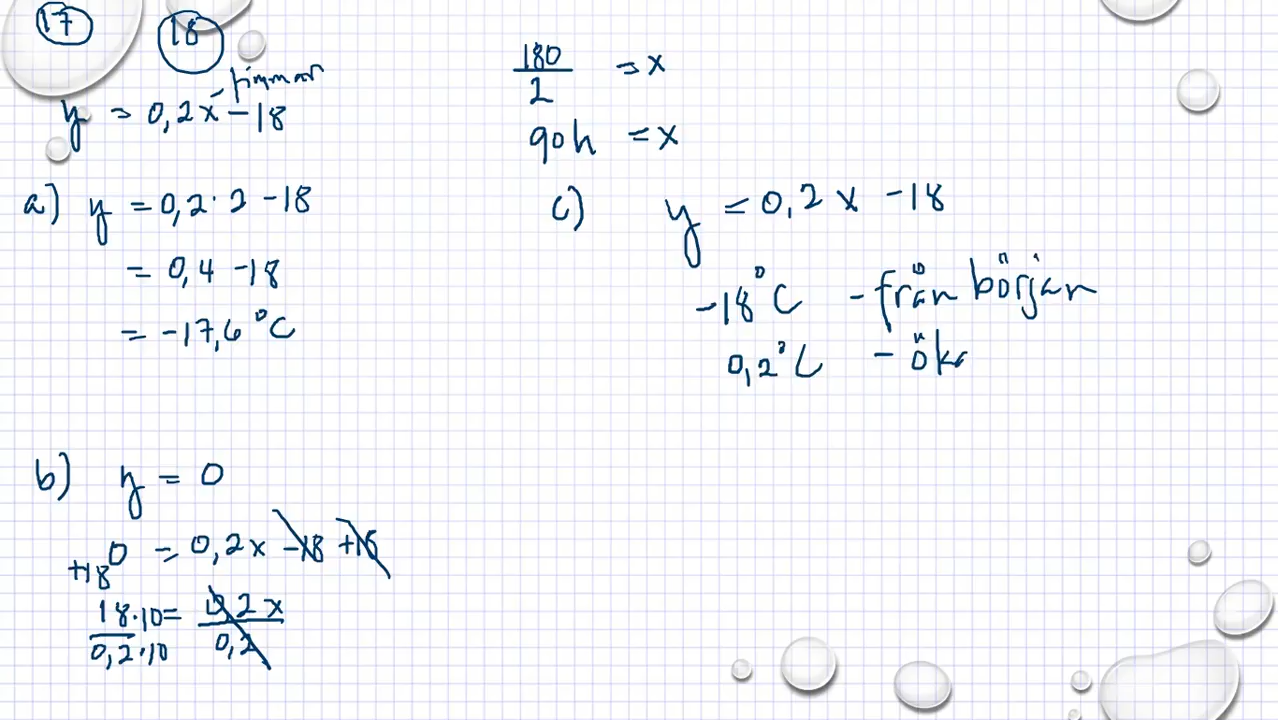 17 18
timmar
y = 0,2x - 18
a) y = 0,2 · 2 - 18
= 0,4 - 18
= -17,6°C
b) y = 0
+18 0 = 0,2x - 18 + 18
18·10 = 0,2x
0,2·10 0,2
180 = x
2
90h = x
c) y = 0,2x - 18
-18°C - från början
0,2°C - öka